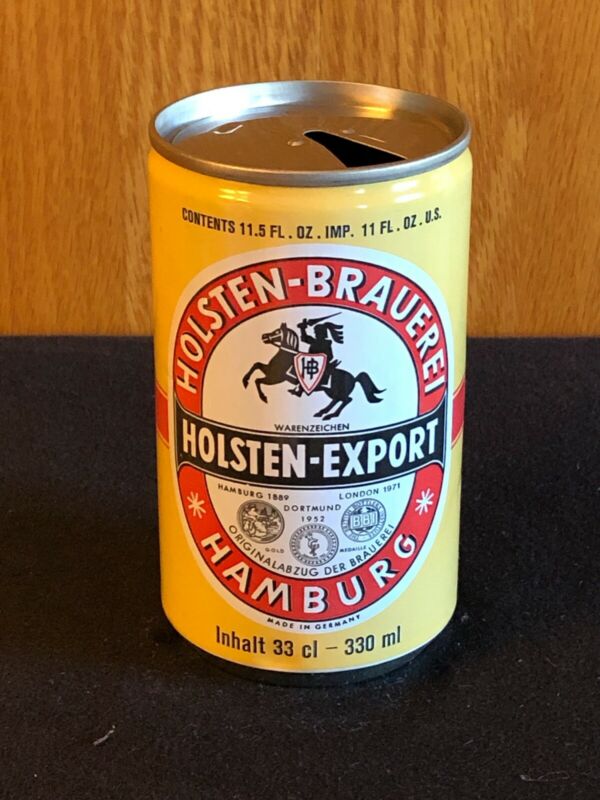 CONTENTS 11.5 FL. OZ. IMP. 11 FL. OZ. U.S.
HOLSTEN-BRAUEREI
HB
WARENZEICHEN
HOLSTEN-EXPORT
HAMBURG 1889
LONDON 1971
DORTMUND
1952
BBI
GOLD
MEDAILLE
ORIGINALABZUG DER BRAUEREI
HAMBURG
MADE IN GERMANY
Inhalt 33 cl – 330 ml